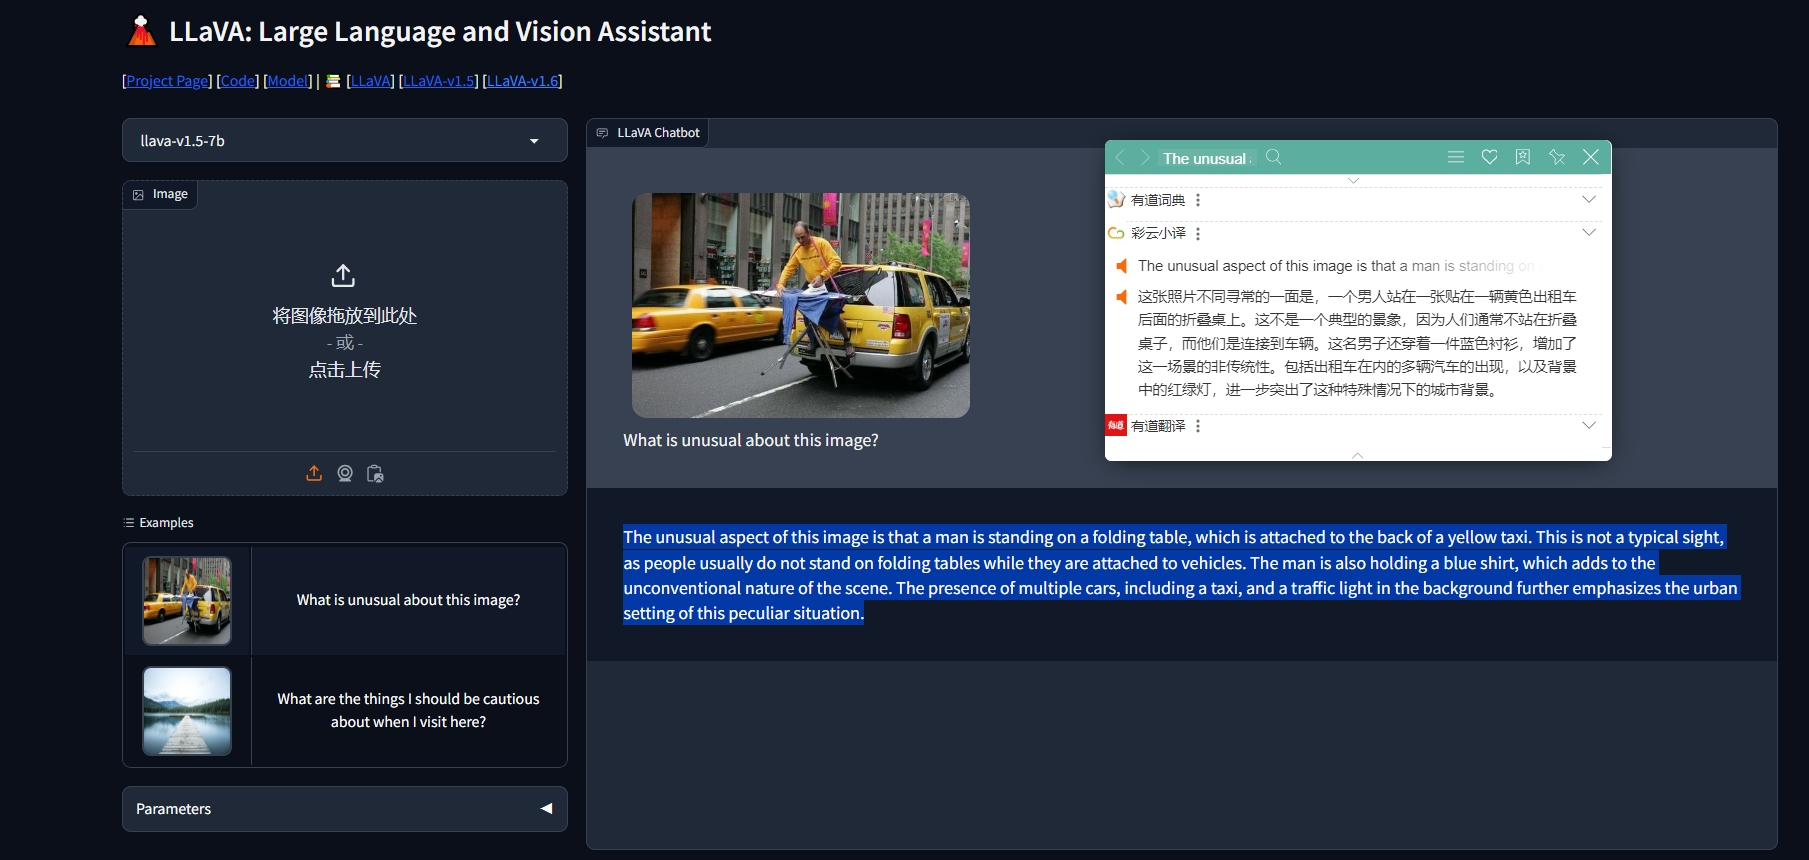 LLaVA: Large Language and Vision Assistant
[Project Page] [Code] [Model] | [LLaVA] [LLaVA-v1.5] [LLaVA-v1.6]
llava-v1.5-7b
Image
将图像拖放到此处
- 或 -
点击上传
Examples
What is unusual about this image?
What are the things I should be cautious
about when I visit here?
Parameters
LLaVA Chatbot
What is unusual about this image?
The unusual aspect of this image is that a man is standing on a folding table, which is attached to the back of a yellow taxi. This is not a typical sight,
as people usually do not stand on folding tables while they are attached to vehicles. The man is also holding a blue shirt, which adds to the
unconventional nature of the scene. The presence of multiple cars, including a taxi, and a traffic light in the background further emphasizes the urban
setting of this peculiar situation.
The unusual
有道词典
彩云小译
The unusual aspect of this image is that a man is standing on
这张照片不同寻常的一面是，一个男人站在一张贴在一辆黄色出租车
后面的折叠桌上。这不是一个典型的景象，因为人们通常不站在折叠
桌子，而他们是连接到车辆。这名男子还穿着一件蓝色衬衫，增加了
这一场景的非传统性。包括出租车在内的多辆汽车的出现，以及背景
中的红绿灯，进一步突出了这种特殊情况下的城市背景。
有道
有道翻译